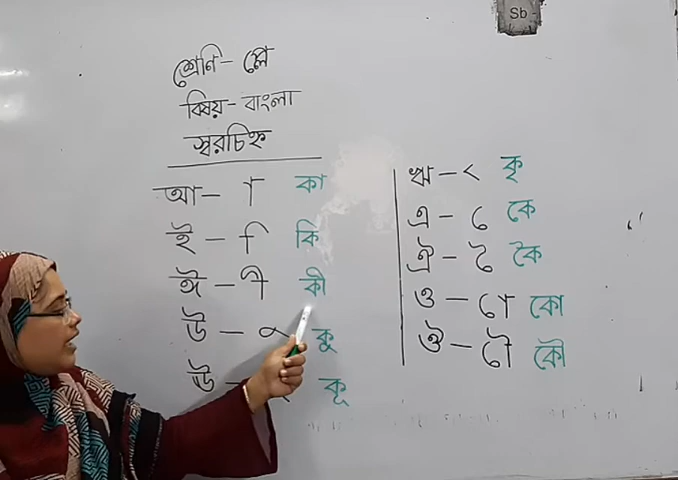 Sb
শ্রেণি- প্লে
বিষয়- বাংলা
স্বরচিহ্ন
আ- া কা
ই - ি কি
ঈ - ী কী
উ - ু কু
ঊ - কূ
ঋ - ৃ কৃ
এ - ে কে
ঐ - ৈ কৈ
ও - ো কো
ঔ - ৌ কৌ